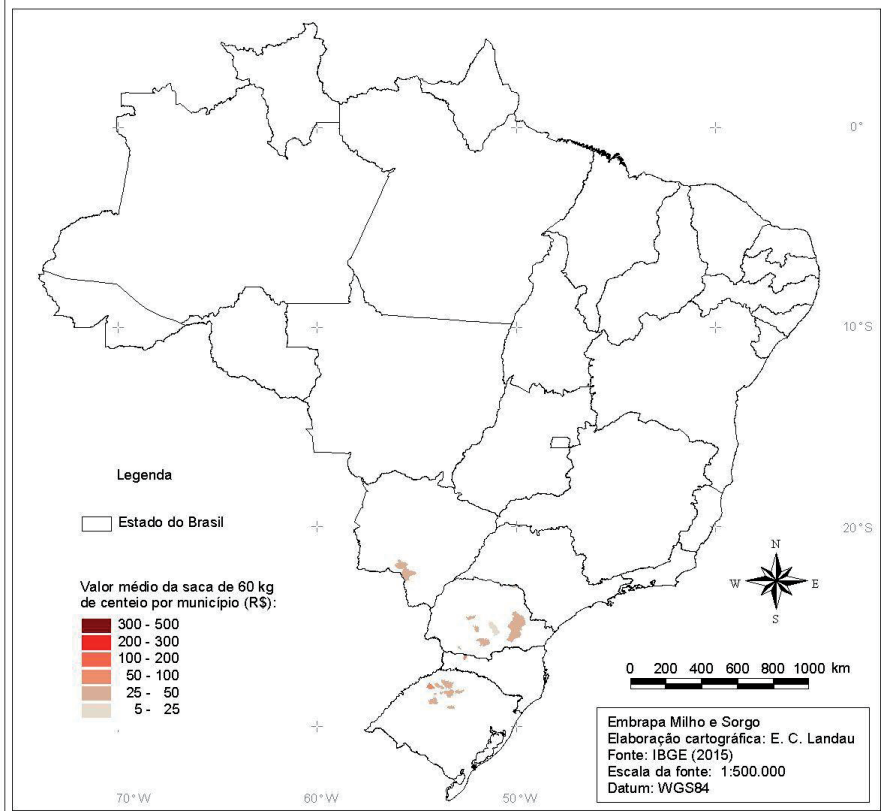 0°
10°S
Legenda
Estado do Brasil
20°S
N
W E
S
Valor médio da saca de 60 kg
de centeio por município (R$):
300 - 500
200 - 300
100 - 200
50 - 100
25 - 50
5 - 25
0 200 400 600 800 1000 km
Embrapa Milho e Sorgo
Elaboração cartográfica: E. C. Landau
Fonte: IBGE (2015)
Escala da fonte: 1:500.000
Datum: WGS84
70°W 60°W 50°W 40°W